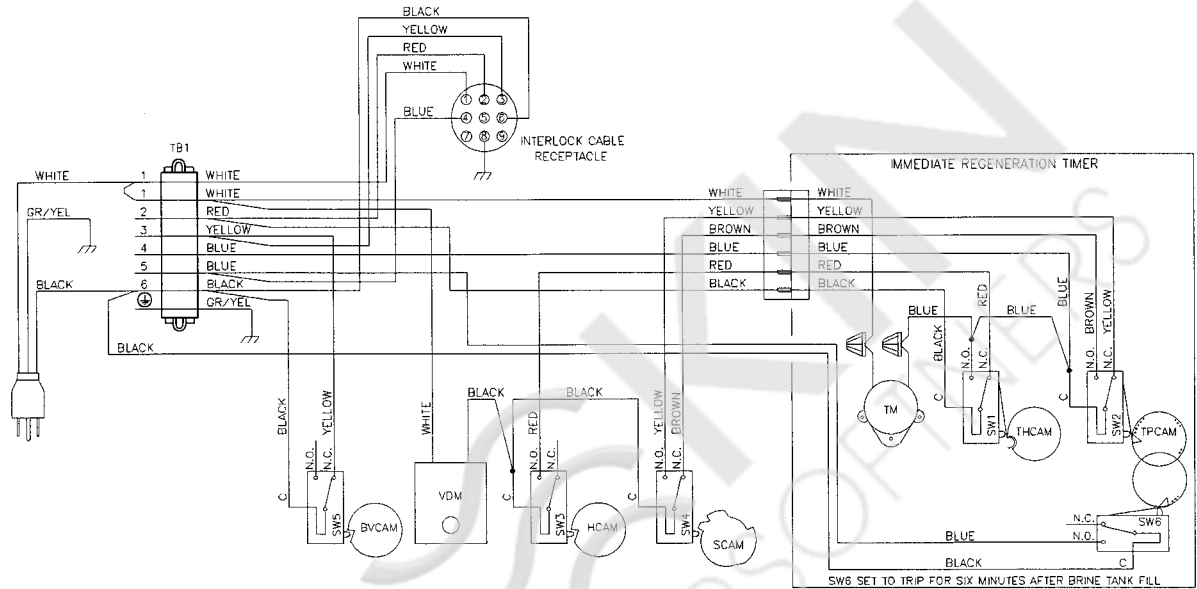 BLACK
YELLOW
RED
WHITE
BLUE
1 2 3
4 5 6
7 8 9
INTERLOCK CABLE
RECEPTACLE
TB1
WHITE 1 WHITE
1 WHITE
GR/YEL 2 RED
3 YELLOW
4 BLUE
5 BLUE
BLACK 6 BLACK
GR/YEL
BLACK
IMMEDIATE REGENERATION TIMER
WHITE WHITE
YELLOW YELLOW
BROWN BROWN
BLUE BLUE
RED RED
BLACK BLACK
BLUE
BLACK
RED
BLUE
BLUE
BROWN
YELLOW
N.O.
N.C.
C
SW1
THCAM
TM
N.O.
N.C.
C
SW2
TPCAM
BLACK
YELLOW
N.O.
N.C.
C
SW5
BVCAM
WHITE
VDM
BLACK
RED
N.O.
N.C.
C
SW3
HCAM
BLACK
YELLOW
BROWN
N.O.
N.C.
C
SW4
SCAM
N.C.
N.O.
SW6
C
BLUE
BLACK
SW6 SET TO TRIP FOR SIX MINUTES AFTER BRINE TANK FILL